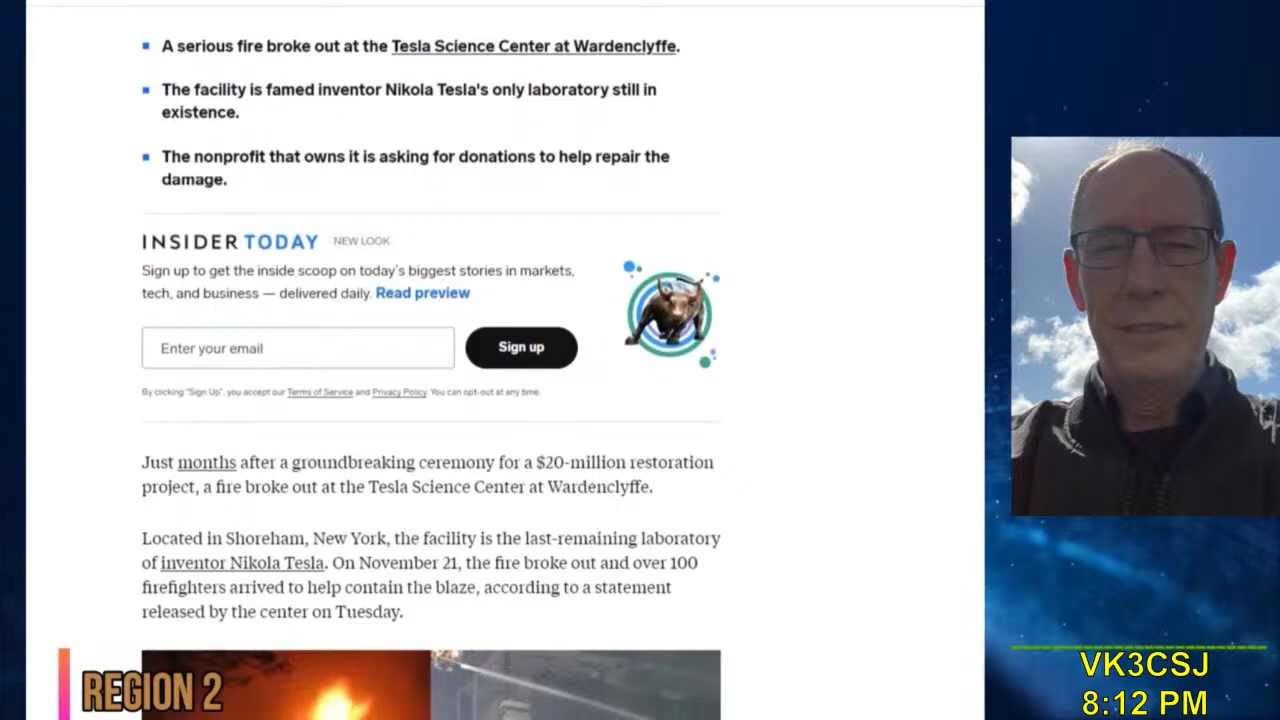 A serious fire broke out at the Tesla Science Center at Wardenclyffe.
The facility is famed inventor Nikola Tesla's only laboratory still in
existence.
The nonprofit that owns it is asking for donations to help repair the
damage.
INSIDER TODAY NEW LOOK
Sign up to get the inside scoop on today's biggest stories in markets,
tech, and business — delivered daily. Read preview
Enter your email
Sign up
By clicking "Sign Up", you accept our Terms of Service and Privacy Policy. You can opt-out at any time.
Just months after a groundbreaking ceremony for a $20-million restoration
project, a fire broke out at the Tesla Science Center at Wardenclyffe.
Located in Shoreham, New York, the facility is the last-remaining laboratory
of inventor Nikola Tesla. On November 21, the fire broke out and over 100
firefighters arrived to help contain the blaze, according to a statement
released by the center on Tuesday.
REGION 2
VK3CSJ
8:12 PM